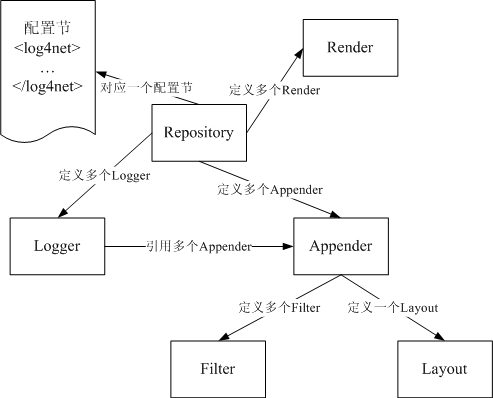 配置节
<log4net>
…
</log4net>
Render
对应一个配置节
定义多个Render
Repository
定义多个Logger
定义多个Appender
Logger
引用多个Appender
Appender
定义多个Filter
定义一个Layout
Filter
Layout